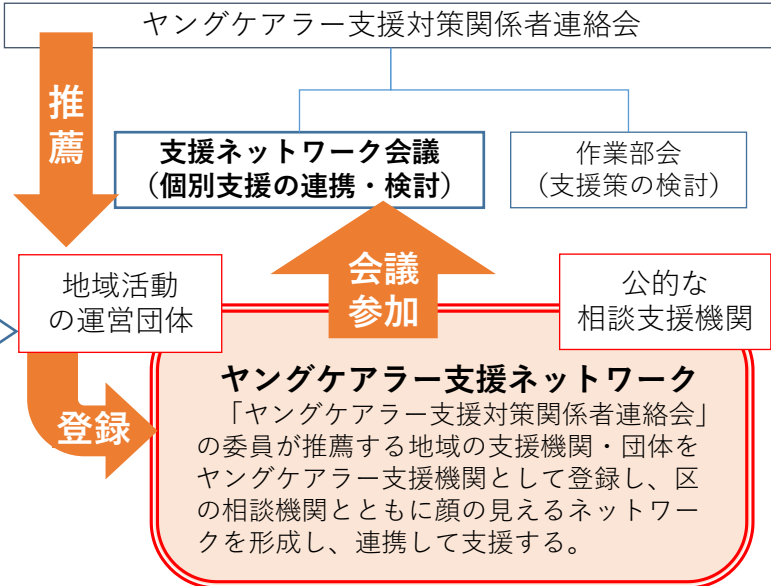 ヤングケアラー支援対策関係者連絡会
推
薦
支援ネットワーク会議
（個別支援の連携・検討）
作業部会
（支援策の検討）
地域活動
の運営団体
会議
参加
公的な
相談支援機関
登録
ヤングケアラー支援ネットワーク
「ヤングケアラー支援対策関係者連絡会」
の委員が推薦する地域の支援機関・団体を
ヤングケアラー支援機関として登録し、区
の相談機関とともに顔の見えるネットワー
クを形成し、連携して支援する。